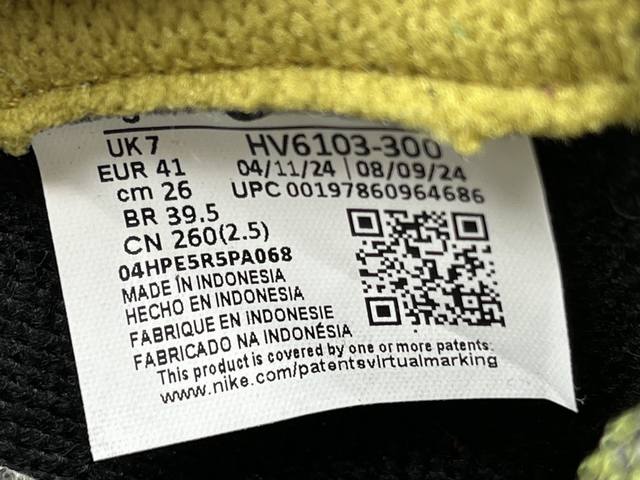 UK 7 HV6103-300
EUR 41 04/11/24 | 08/09/24
cm 26 UPC 00197860964686
BR 39.5
CN 260(2.5)
04HPE5R5PA068
MADE IN INDONESIA
HECHO EN INDONESIA
FABRIQUE EN INDONESIE
FABRICADO NA INDONÉSIA
This product is covered by one or more patents:
www.nike.com/patentsvirtualmarking